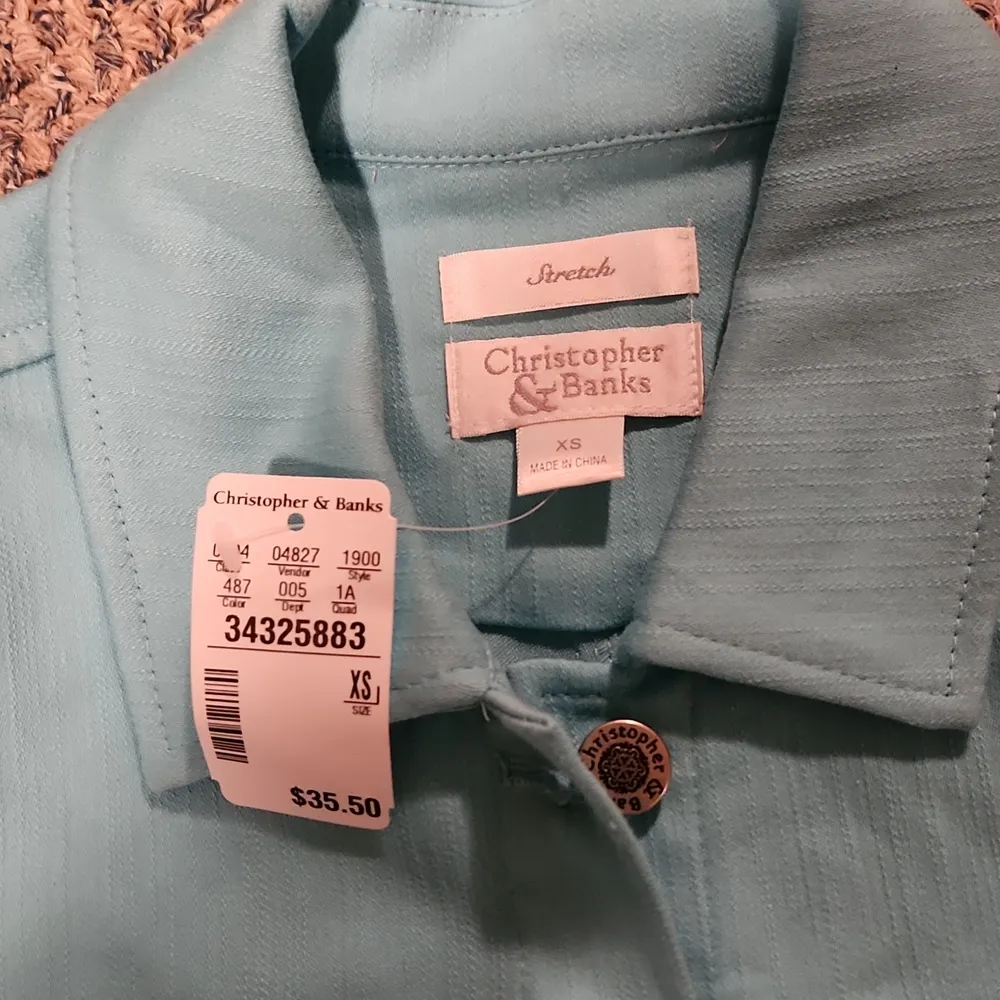 Stretch
Christopher
& Banks
XS
MADE IN CHINA
Christopher & Banks
04827 1900
Vendor Style
487 005 1A
Color Dept Quad
34325883
XS
SIZE
$35.50
Christopher &